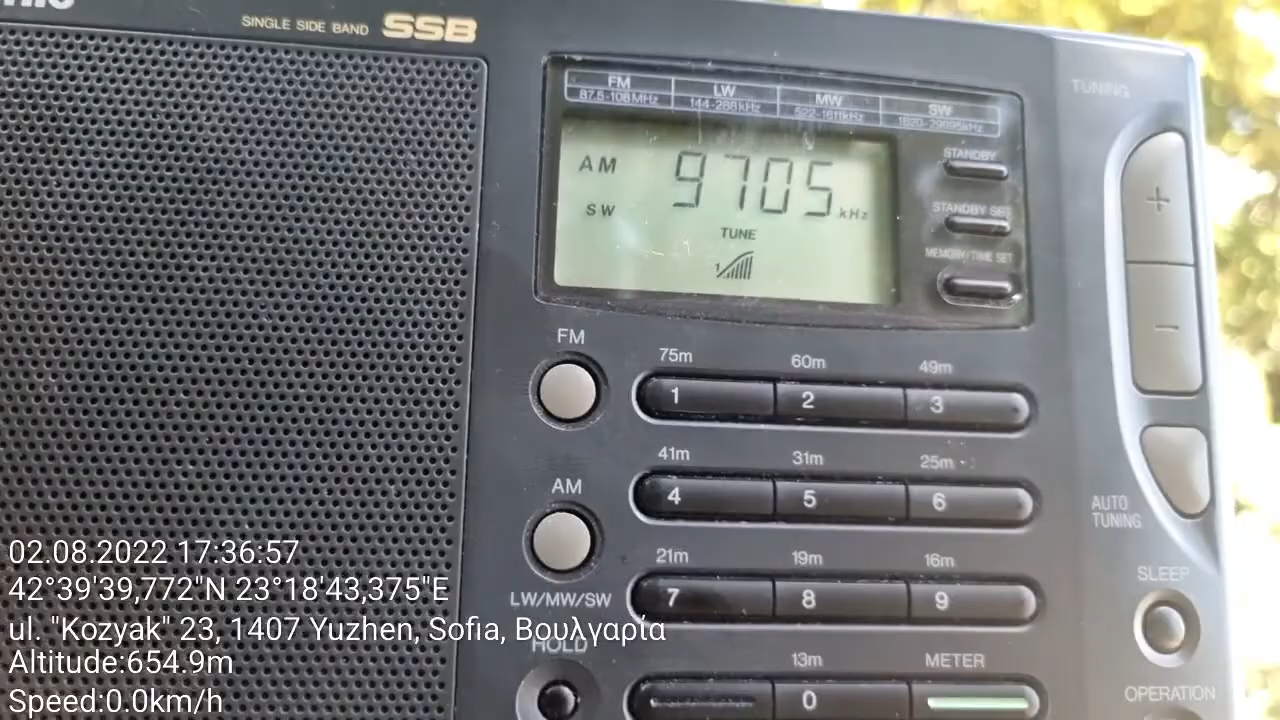 SINGLE SIDE BAND SSB
FM LW MW SW
87.5-108MHz 144-288kHz 522-1611kHz
TUNING
AM 9705 kHz
SW
TUNE
1
STANDBY
STANDBY SET
MEMORY/TIME SET
+
−
FM
75m 60m 49m
1 2 3
41m 31m 25m
AM
4 5 6
AUTO
TUNING
21m 19m 16m
LW/MW/SW
7 8 9
SLEEP
HOLD
13m METER
0
OPERATION
02.08.2022 17:36:57
42°39'39,772"N 23°18'43,375"E
ul. "Kozyak" 23, 1407 Yuzhen, Sofia, Βουλγαρία
Altitude:654.9m
Speed:0.0km/h